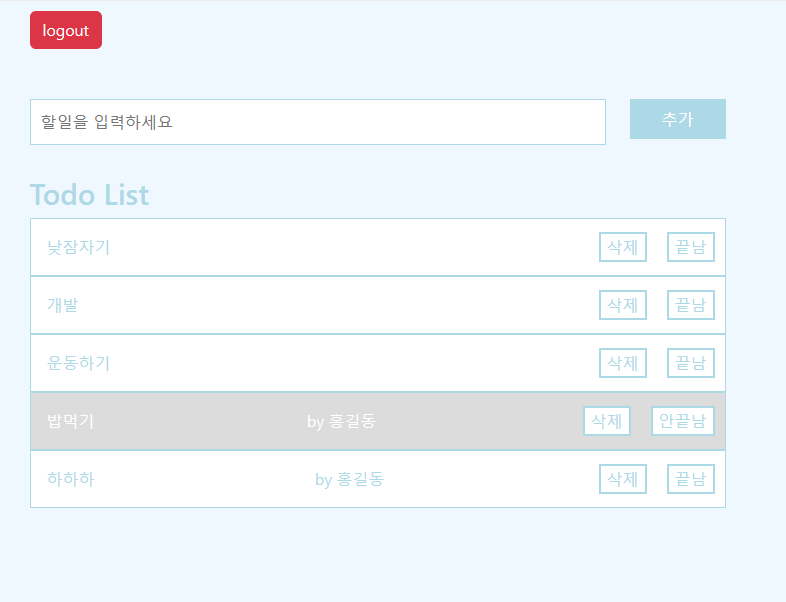 logout
할일을 입력하세요 추가
Todo List
낮잠자기 삭제 끝남
개발 삭제 끝남
운동하기 삭제 끝남
밥먹기 by 홍길동 삭제 안끝남
하하하 by 홍길동 삭제 끝남